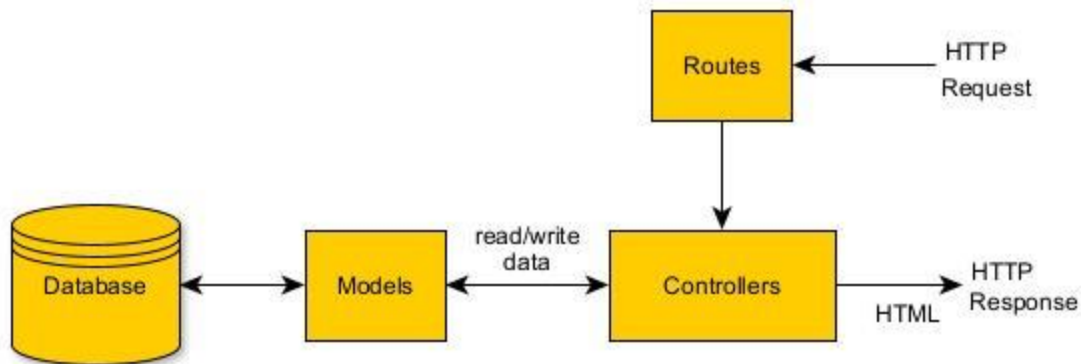 HTTP
Request
Routes
read/write
data
Database
Models
Controllers
HTTP
Response
HTML